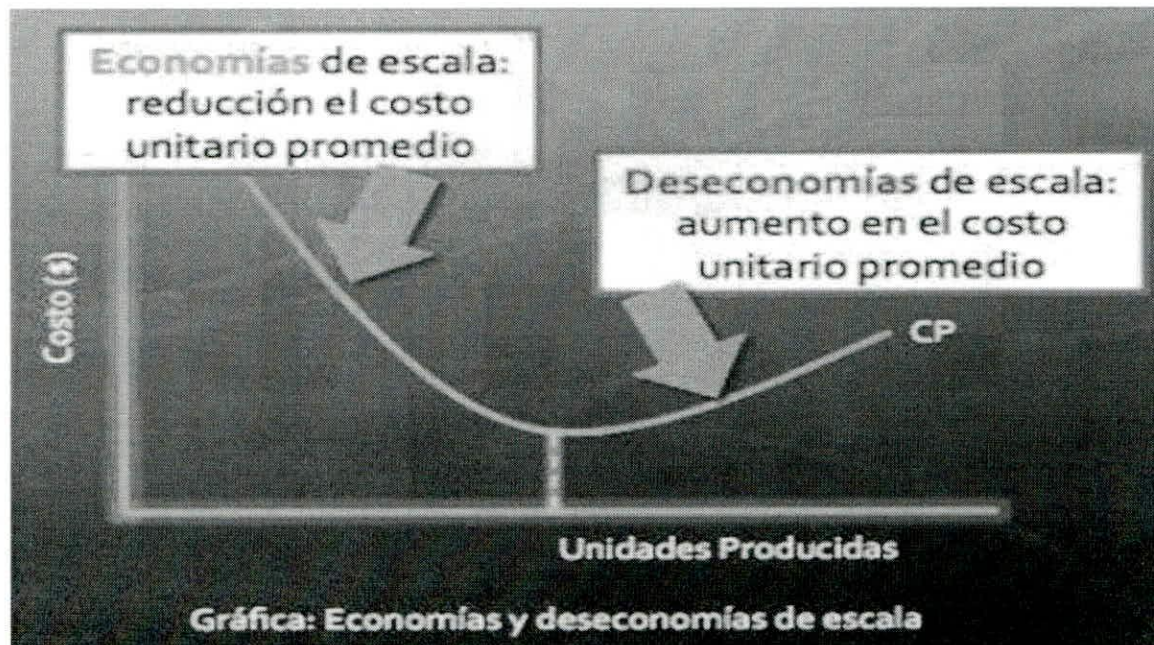 Economías de escala:
reducción el costo
unitario promedio
Deseconomías de escala:
aumento en el costo
unitario promedio
Costo ($)
CP
Unidades Producidas
Gráfica: Economías y deseconomías de escala